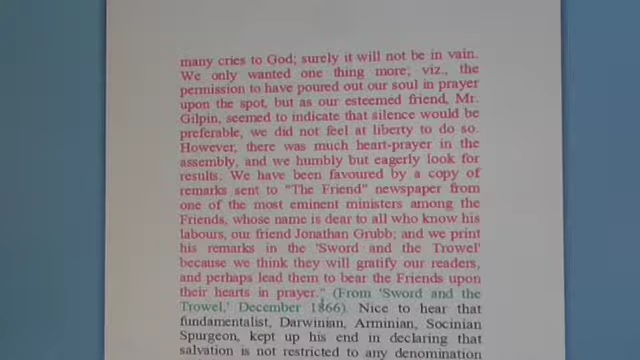 many cries to God; surely it will not be in vain.
We only wanted one thing more; viz., the
permission to have poured out our soul in prayer
upon the spot, but as our esteemed friend, Mr.
Gilpin, seemed to indicate that silence would be
preferable, we did not feel at liberty to do so.
However, there was much heart-prayer in the
assembly, and we humbly but eagerly look for
results. We have been favoured by a copy of
remarks sent to "The Friend" newspaper from
one of the most eminent ministers among the
Friends, whose name is dear to all who know his
labours, our friend Jonathan Grubb; and we print
his remarks in the 'Sword and the Trowel'
because we think they will gratify our readers,
and perhaps lead them to bear the Friends upon
their hearts in prayer." (From 'Sword and the
Trowel,' December 1866). Nice to hear that
fundamentalist, Darwinian, Arminian, Socinian
Spurgeon, kept up his end in declaring that
salvation is not restricted to any denomination